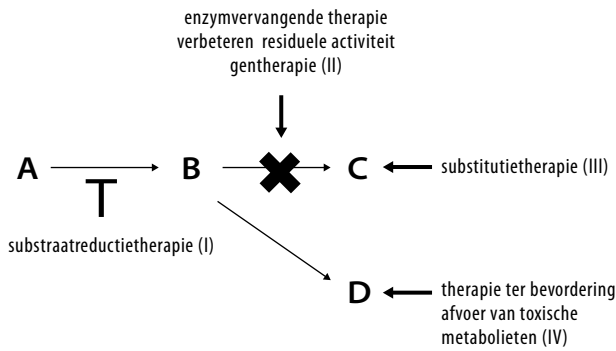 enzymvervangende therapie
verbeteren residuele activiteit
gentherapie (II)
A
B
C
substitutietherapie (III)
substraatreductietherapie (I)
D
therapie ter bevordering
afvoer van toxische
metabolieten (IV)